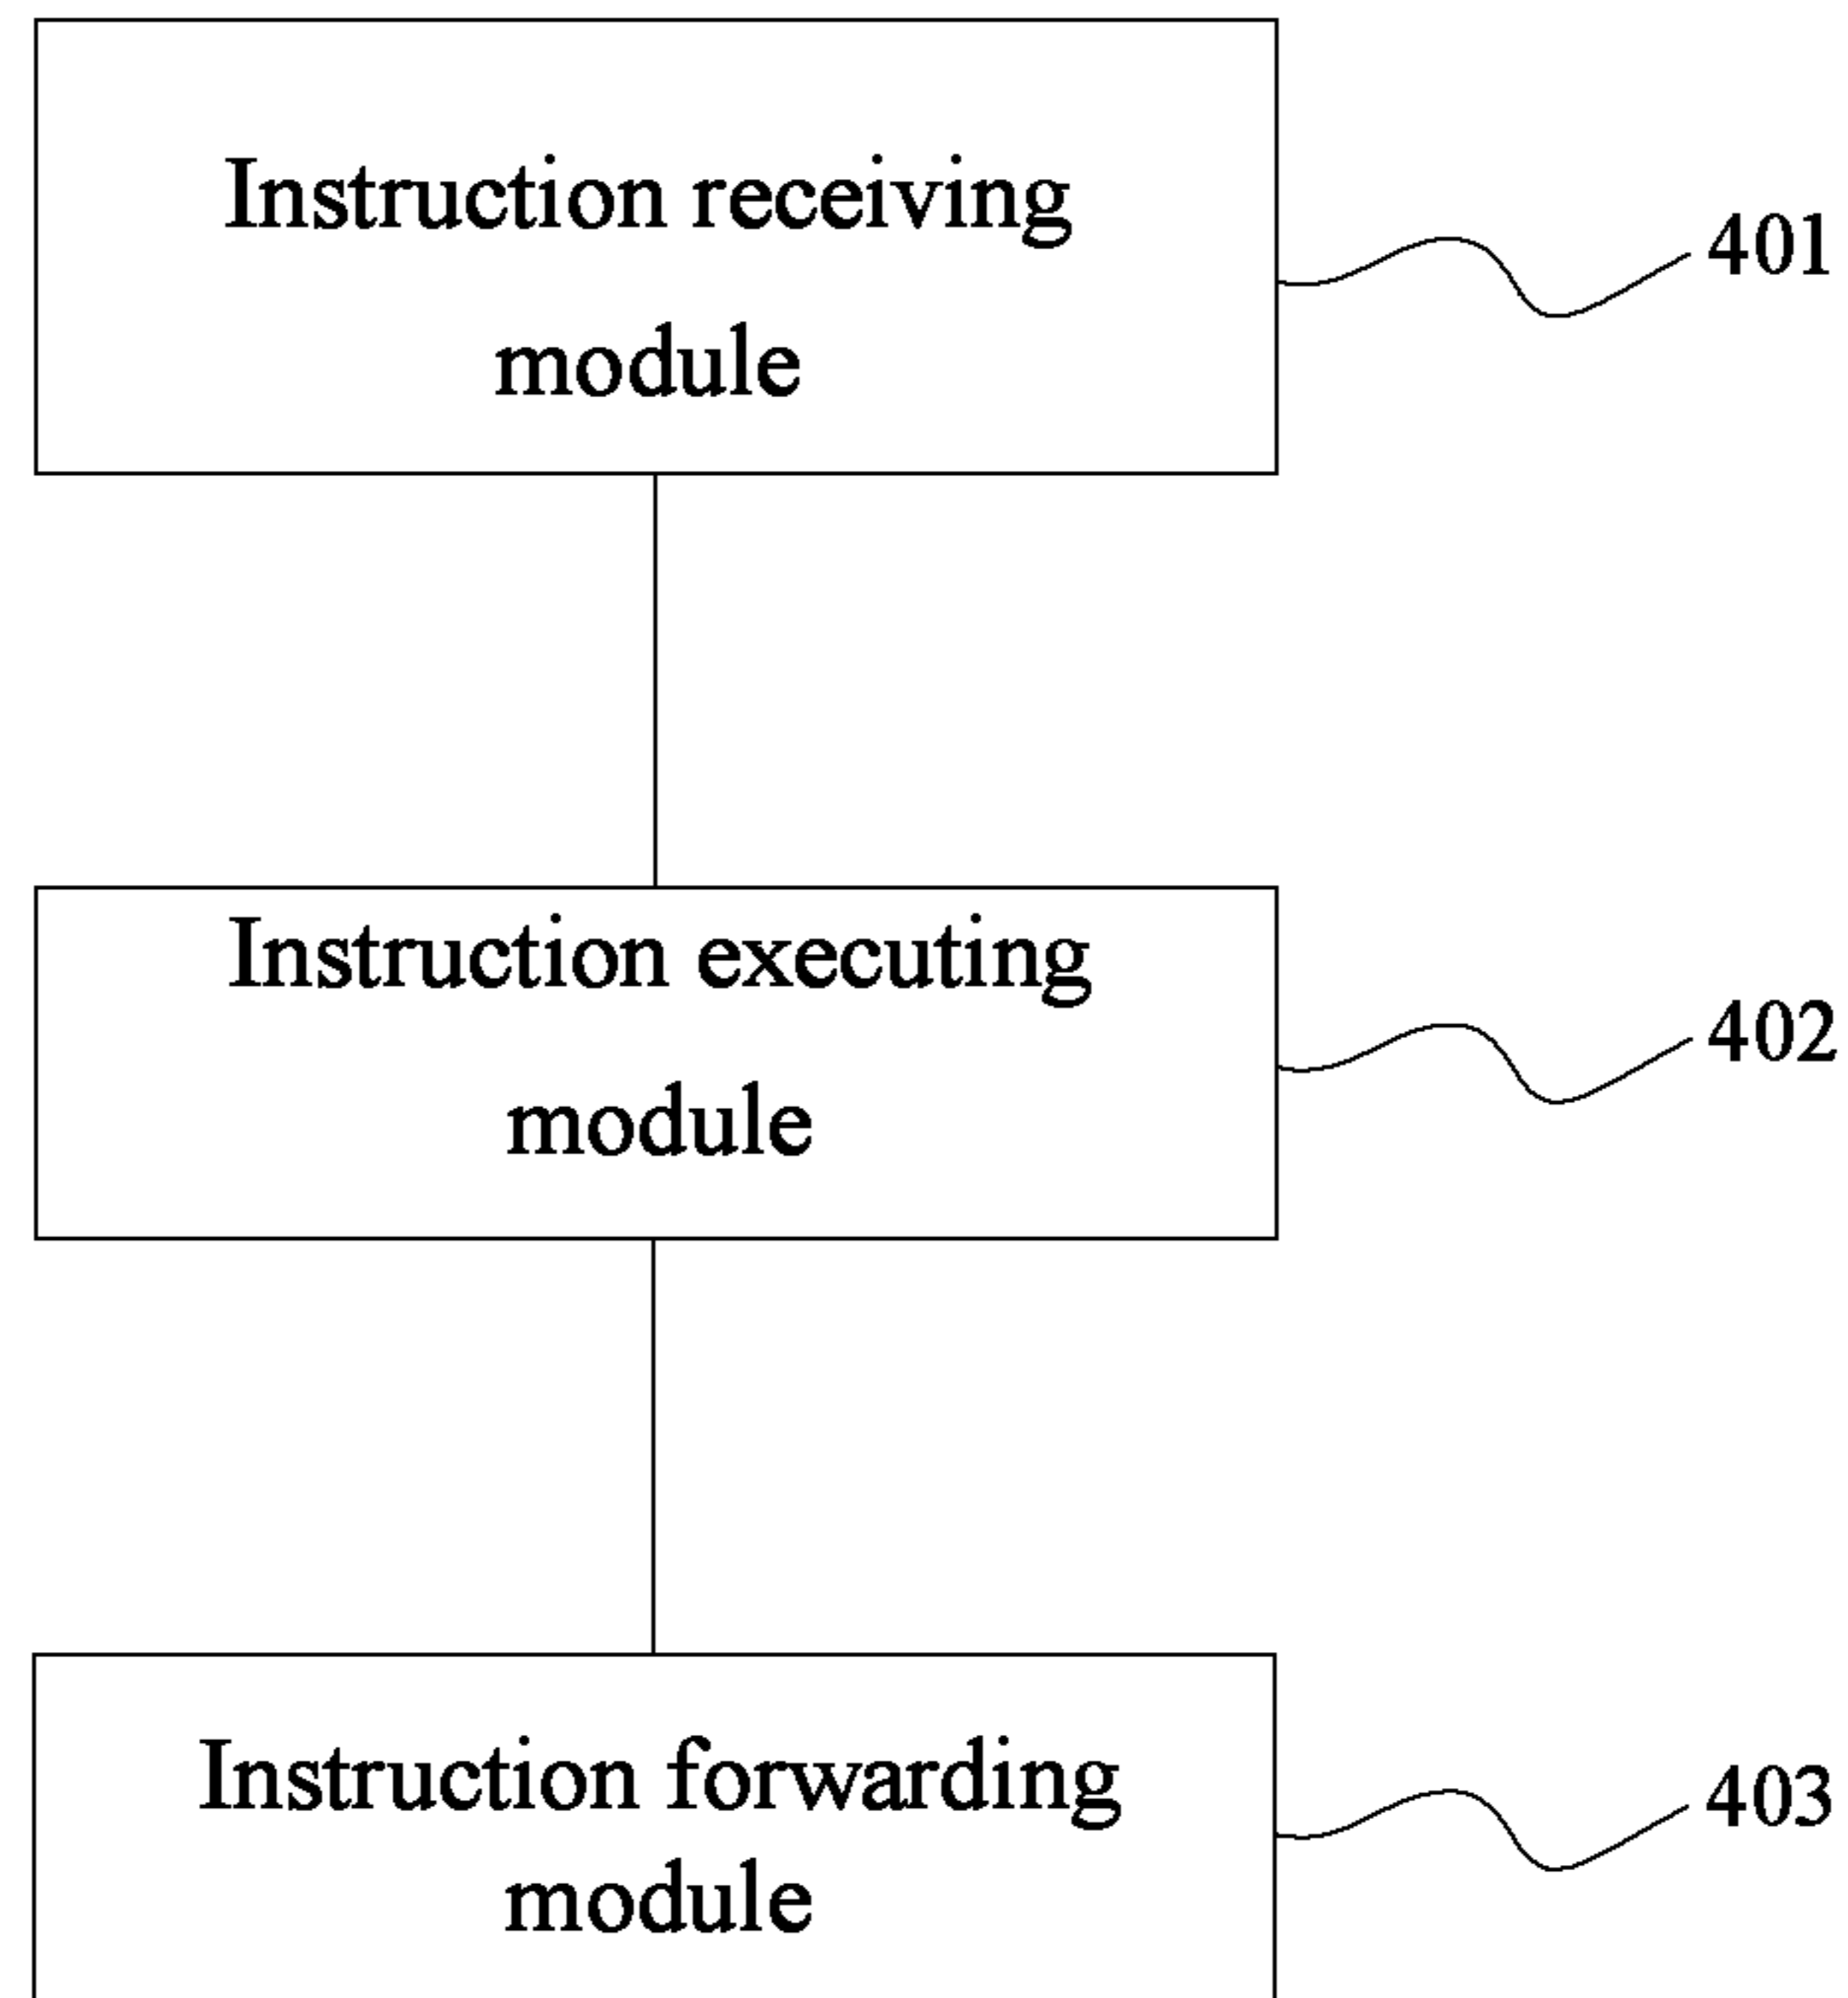 Instruction receiving
module
401
Instruction executing
module
402
Instruction forwarding
module
403